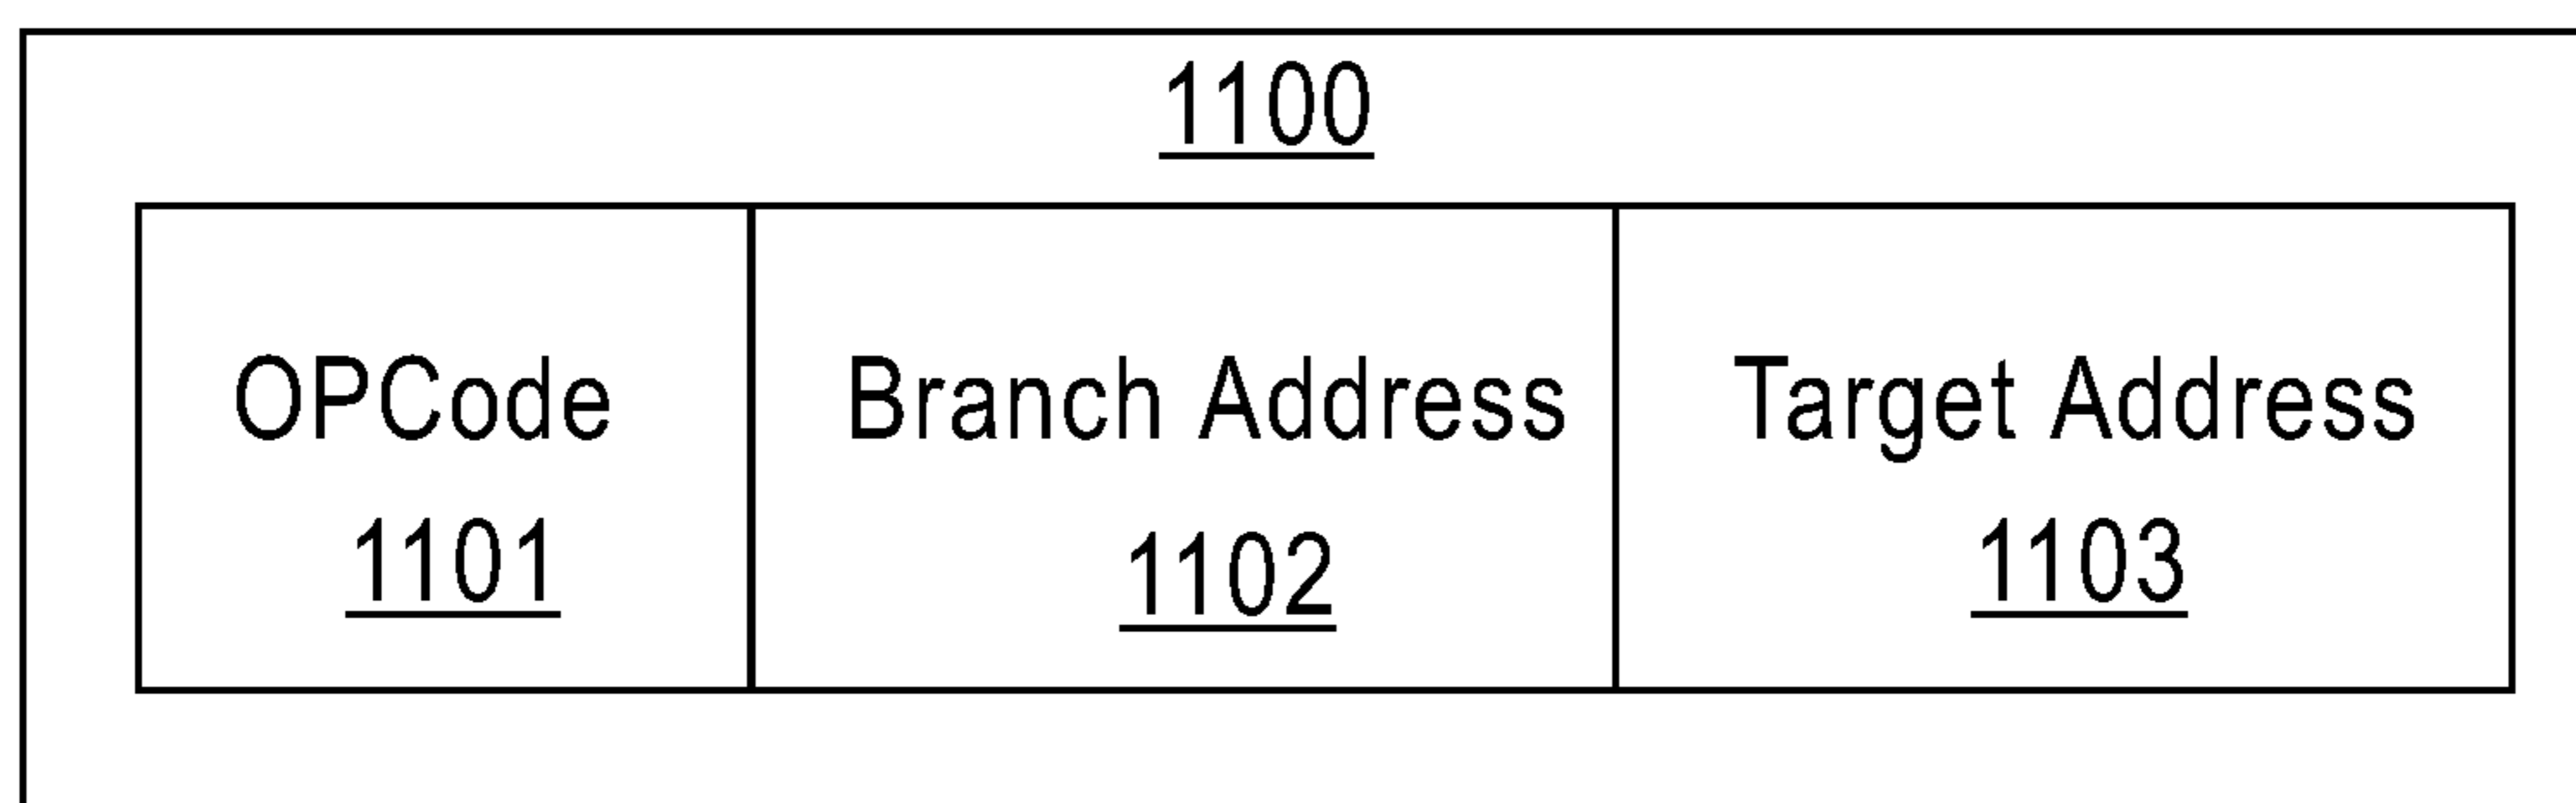 1100
OPCode
1101
Branch Address
1102
Target Address
1103